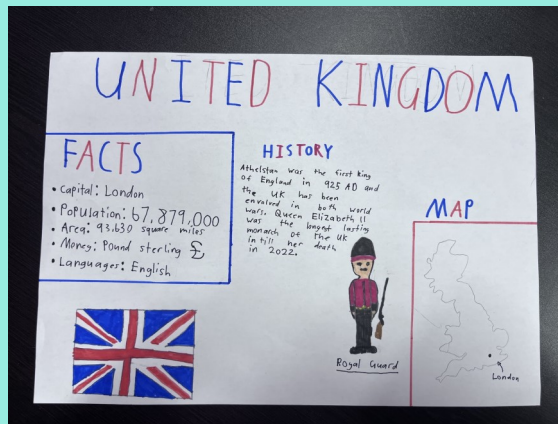 UNITED KINGDOM
FACTS
• Capital: London
• Population: 67,879,000
• Area: 93,630 square miles
• Money: Pound sterling £
• Languages: English
HISTORY
Athelstan was the first king
of England in 925 AD and
the UK has been
envolved in both world
wars. Queen Elizabeth II
was the longest lasting
monarch of the UK
in till her death
in 2022.
Royal Guard
MAP
London